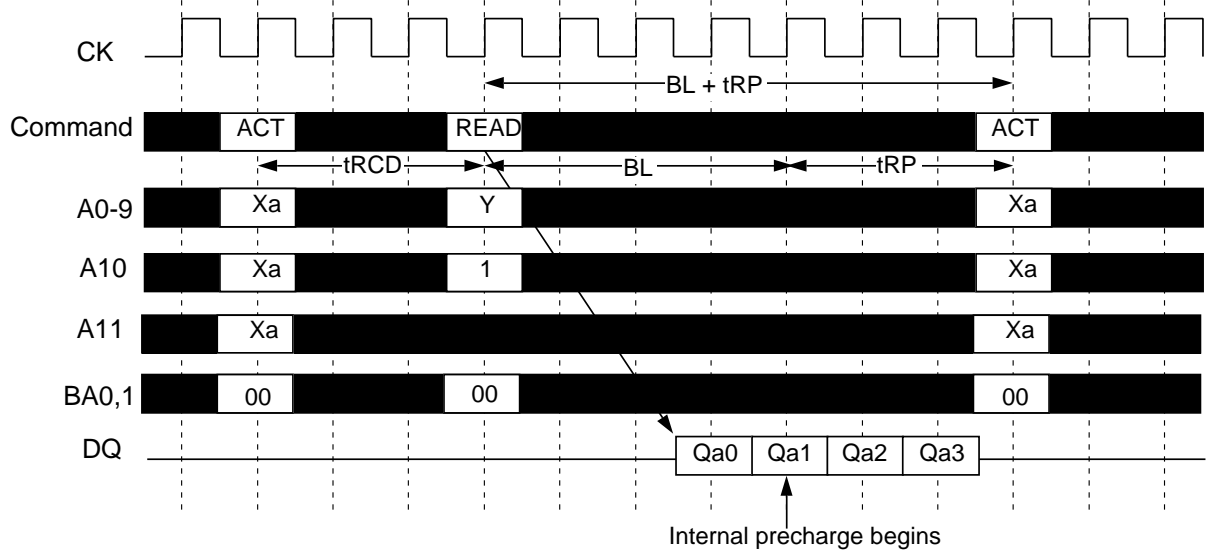 CK
BL + tRP
Command ACT READ ACT
tRCD BL tRP
A0-9 Xa Y Xa
A10 Xa 1 Xa
A11 Xa Xa
BA0,1 00 00 00
DQ Qa0 Qa1 Qa2 Qa3
Internal precharge begins